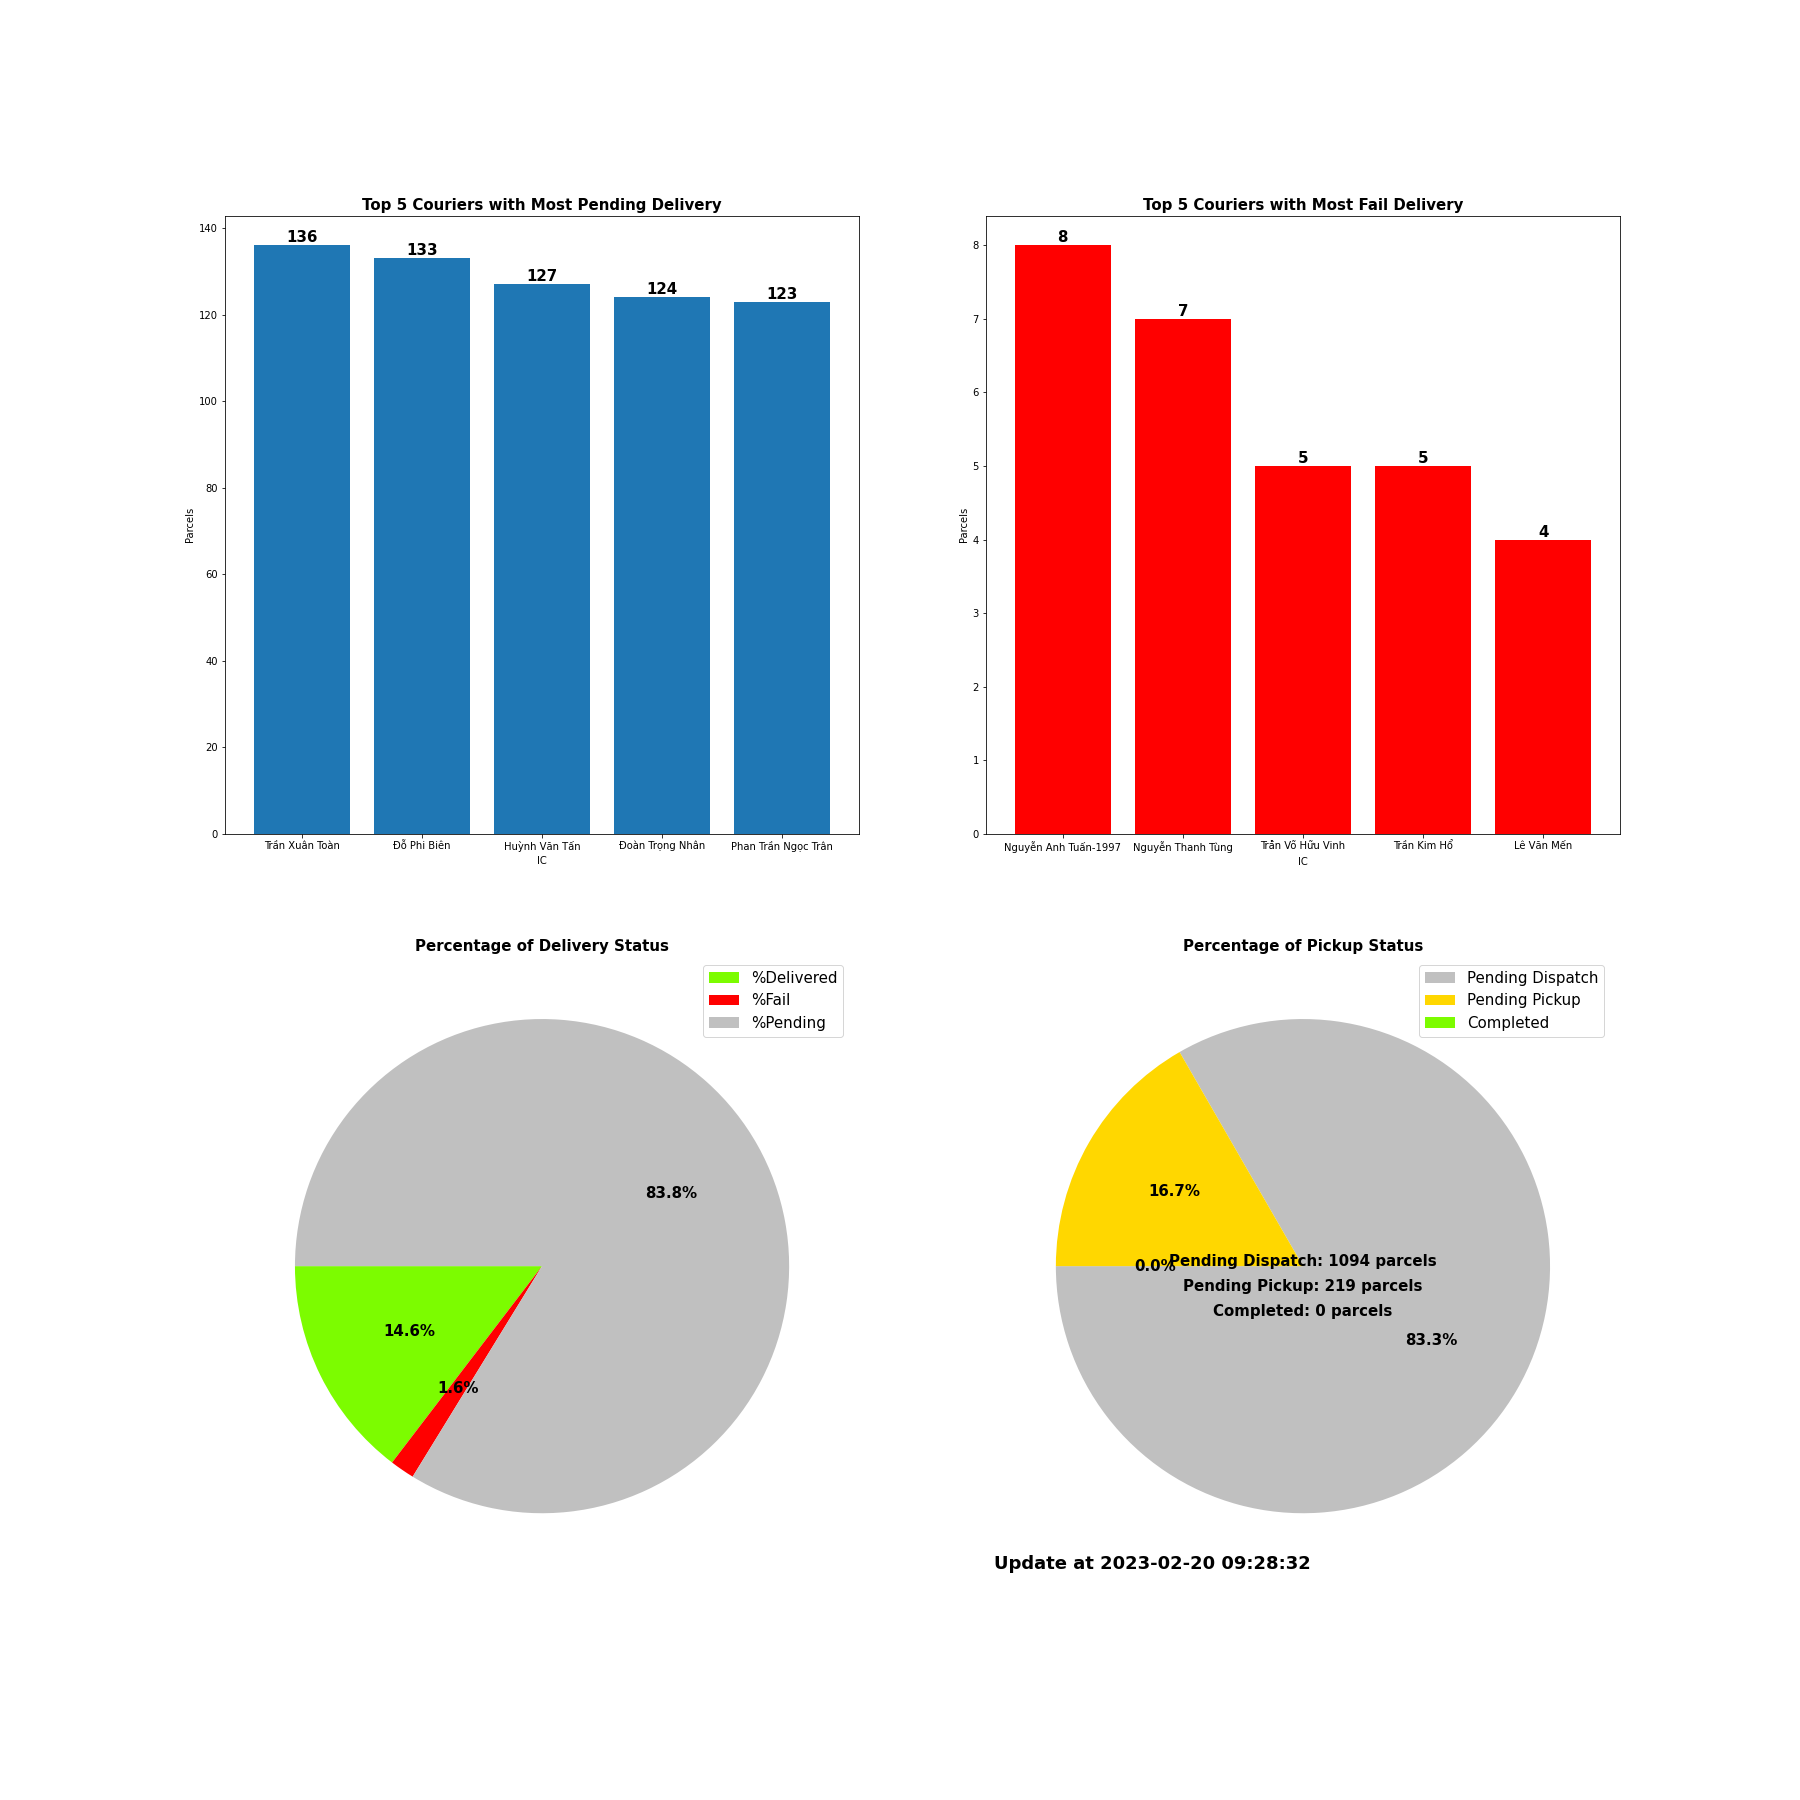 Top 5 Couriers with Most Pending Delivery
140
120
100
80
60
40
20
0
Parcels
136
133
127
124
123
Trần Xuân Toàn
Đỗ Phi Biên
Huỳnh Văn Tấn
Đoàn Trọng Nhân
Phan Trần Ngọc Trân
IC
Top 5 Couriers with Most Fail Delivery
8
7
6
5
4
3
2
1
0
Parcels
8
7
5
5
4
Nguyễn Anh Tuấn-1997
Nguyễn Thanh Tùng
Trần Võ Hữu Vinh
Trần Kim Hổ
Lê Văn Mến
IC
Percentage of Delivery Status
%Delivered
%Fail
%Pending
83.8%
14.6%
1.6%
Percentage of Pickup Status
Pending Dispatch
Pending Pickup
Completed
16.7%
0.0%
Pending Dispatch: 1094 parcels
Pending Pickup: 219 parcels
Completed: 0 parcels
83.3%
Update at 2023-02-20 09:28:32